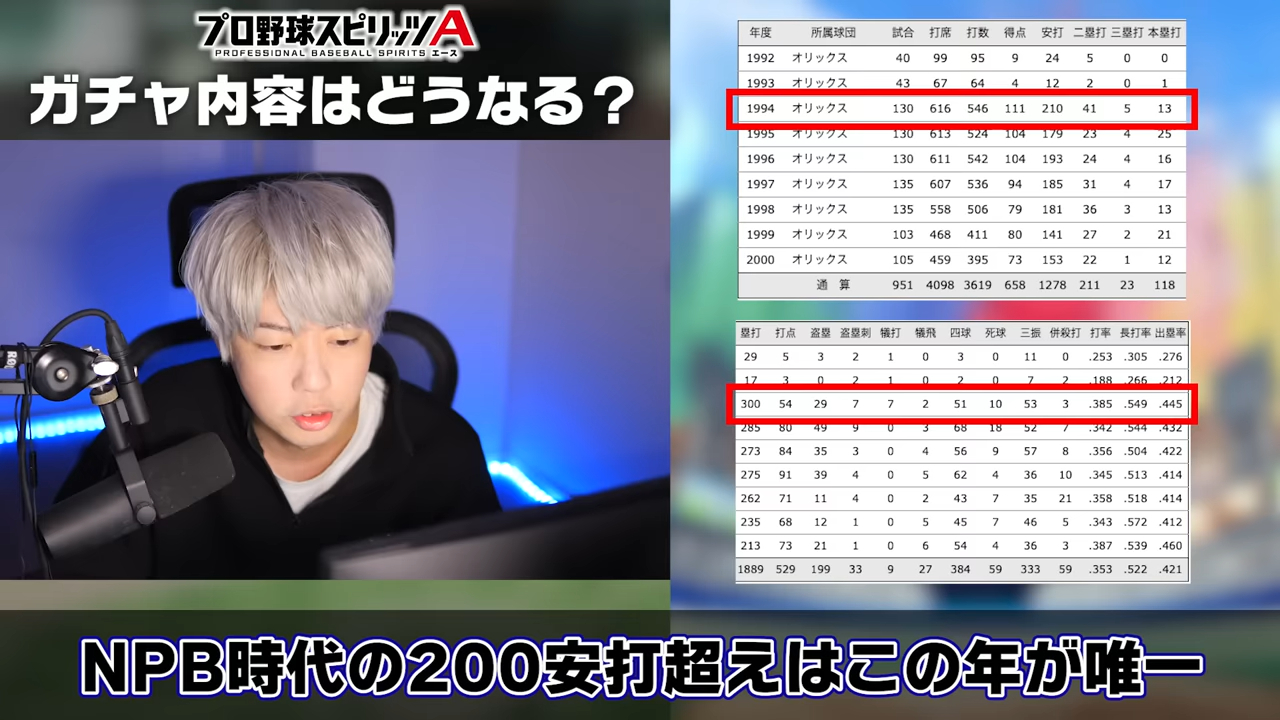 プロ野球スピリッツA
PROFESSIONAL BASEBALL SPIRITS エース
ガチャ内容はどうなる？
年度 所属球団 試合 打席 打数 得点 安打 二塁打 三塁打 本塁打
1992 オリックス 40 99 95 9 24 5 0 0
1993 オリックス 43 67 64 4 12 2 0 1
1994 オリックス 130 616 546 111 210 41 5 13
1995 オリックス 130 613 524 104 179 23 4 25
1996 オリックス 130 611 542 104 193 24 4 16
1997 オリックス 135 607 536 94 185 31 4 17
1998 オリックス 135 558 506 79 181 36 3 13
1999 オリックス 103 468 411 80 141 27 2 21
2000 オリックス 105 459 395 73 153 22 1 12
通 算 951 4098 3619 658 1278 211 23 118
塁打 打点 盗塁 盗塁刺 犠打 犠飛 四球 死球 三振 併殺打 打率 長打率 出塁率
29 5 3 2 1 0 3 0 11 0 .253 .305 .276
17 3 0 2 1 0 2 0 7 2 .188 .266 .212
300 54 29 7 7 2 51 10 53 3 .385 .549 .445
285 80 49 9 0 3 68 18 52 7 .342 .544 .432
273 84 35 3 0 4 56 9 57 8 .356 .504 .422
275 91 39 4 0 5 62 4 36 10 .345 .513 .414
262 71 11 4 0 2 43 7 35 21 .358 .518 .414
235 68 12 1 0 5 45 7 46 5 .343 .572 .412
213 73 21 1 0 6 54 4 36 3 .387 .539 .460
1889 529 199 33 9 27 384 59 333 59 .353 .522 .421
NPB時代の200安打超えはこの年が唯一